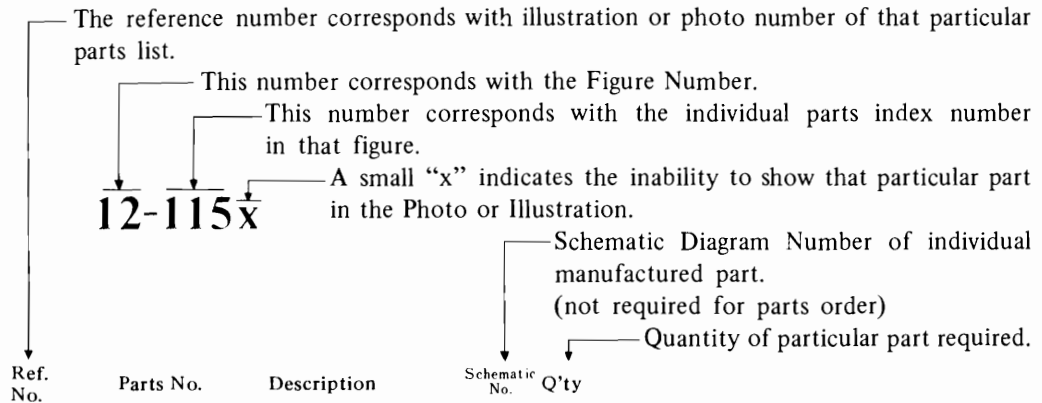 The reference number corresponds with illustration or photo number of that particular
parts list.
This number corresponds with the Figure Number.
This number corresponds with the individual parts index number
in that figure.
A small “x” indicates the inability to show that particular part
in the Photo or Illustration.
12-115x
Schematic Diagram Number of individual
manufactured part.
(not required for parts order)
Quantity of particular part required.
Ref.
No.
Parts No.
Description
Schematic
No.
Q'ty